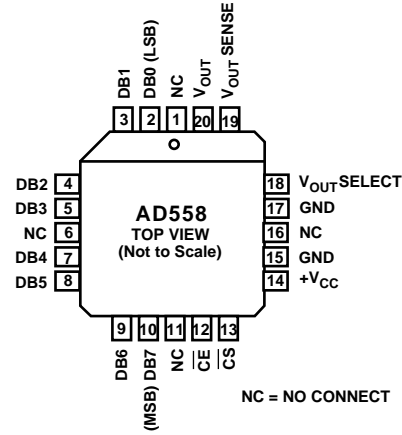 DB1
DB0 (LSB)
NC
VOUT
VOUT SENSE
3 2 1 20 19
DB2 4
DB3 5
NC 6
DB4 7
DB5 8
AD558
TOP VIEW
(Not to Scale)
18 VOUT SELECT
17 GND
16 NC
15 GND
14 +VCC
9 10 11 12 13
DB6
(MSB) DB7
NC
C̅E̅
C̅S̅
NC = NO CONNECT